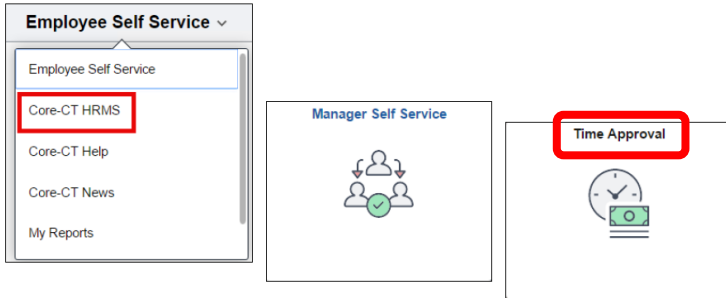 Employee Self Service
Employee Self Service
Core-CT HRMS
Core-CT Help
Core-CT News
My Reports
Manager Self Service
Time Approval